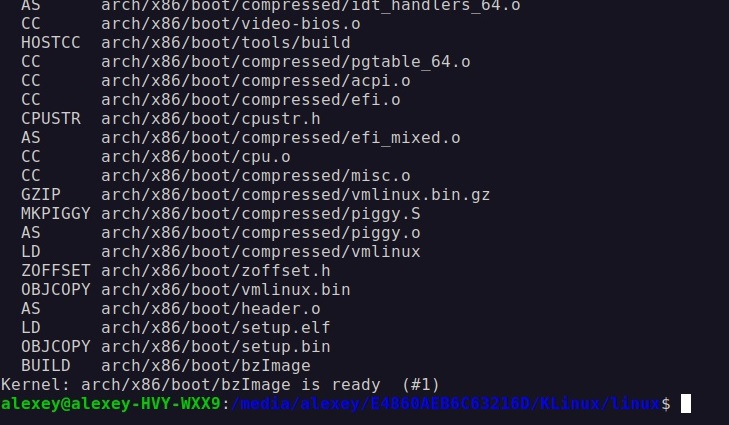 AS arch/x86/boot/compressed/idt_handlers_64.o
CC arch/x86/boot/video-bios.o
HOSTCC arch/x86/boot/tools/build
CC arch/x86/boot/compressed/pgtable_64.o
CC arch/x86/boot/compressed/acpi.o
CC arch/x86/boot/compressed/efi.o
CPUSTR arch/x86/boot/cpustr.h
AS arch/x86/boot/compressed/efi_mixed.o
CC arch/x86/boot/cpu.o
CC arch/x86/boot/compressed/misc.o
GZIP arch/x86/boot/compressed/vmlinux.bin.gz
MKPIGGY arch/x86/boot/compressed/piggy.S
AS arch/x86/boot/compressed/piggy.o
LD arch/x86/boot/compressed/vmlinux
ZOFFSET arch/x86/boot/zoffset.h
OBJCOPY arch/x86/boot/vmlinux.bin
AS arch/x86/boot/header.o
LD arch/x86/boot/setup.elf
OBJCOPY arch/x86/boot/setup.bin
BUILD arch/x86/boot/bzImage
Kernel: arch/x86/boot/bzImage is ready (#1)
alexey@alexey-HVY-WXX9:/media/alexey/E4860AEB6C63216D/KLinux/linux$